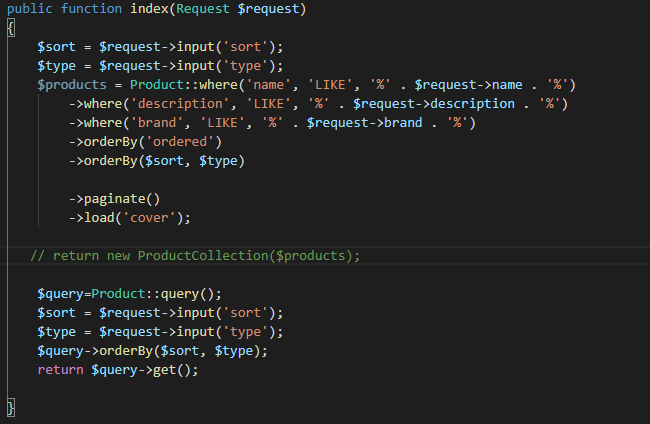 public function index(Request $request)
{
$sort = $request->input('sort');
$type = $request->input('type');
$products = Product::where('name', 'LIKE', '%' . $request->name . '%')
->where('description', 'LIKE', '%' . $request->description . '%')
->where('brand', 'LIKE', '%' . $request->brand . '%')
->orderBy('ordered')
->orderBy($sort, $type)
->paginate()
->load('cover');
// return new ProductCollection($products);
$query=Product::query();
$sort = $request->input('sort');
$type = $request->input('type');
$query->orderBy($sort, $type);
return $query->get();
}